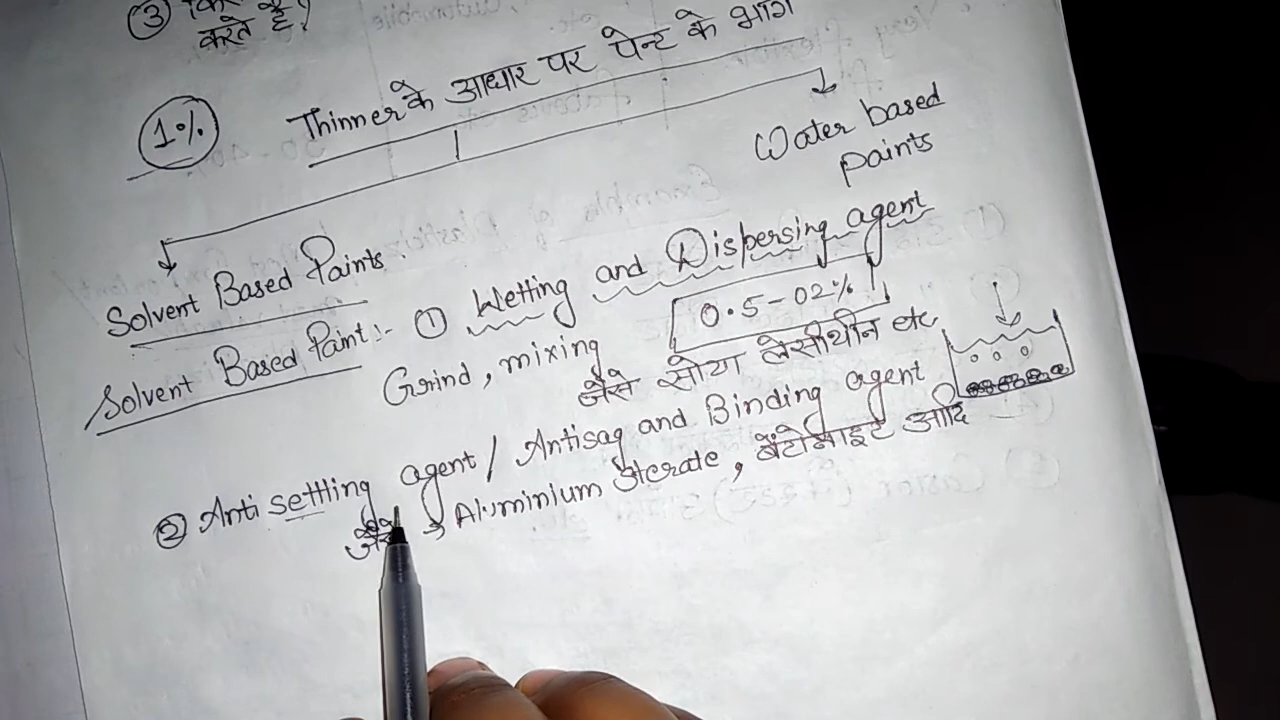 ③
करते है?
1% Thinner के आधार पर पेन्ट के भाग
Water based
paints
Solvent Based Paints.
Solvent Based Paint:- ① Wetting and Dispersing agent
Grind, mixing 0.5-02%
जैसे सोया लेसीथीन etc
② Anti settling agent/ Antisag and Binding agent
Aluminium Sterate, बेंटोनाइट आदि